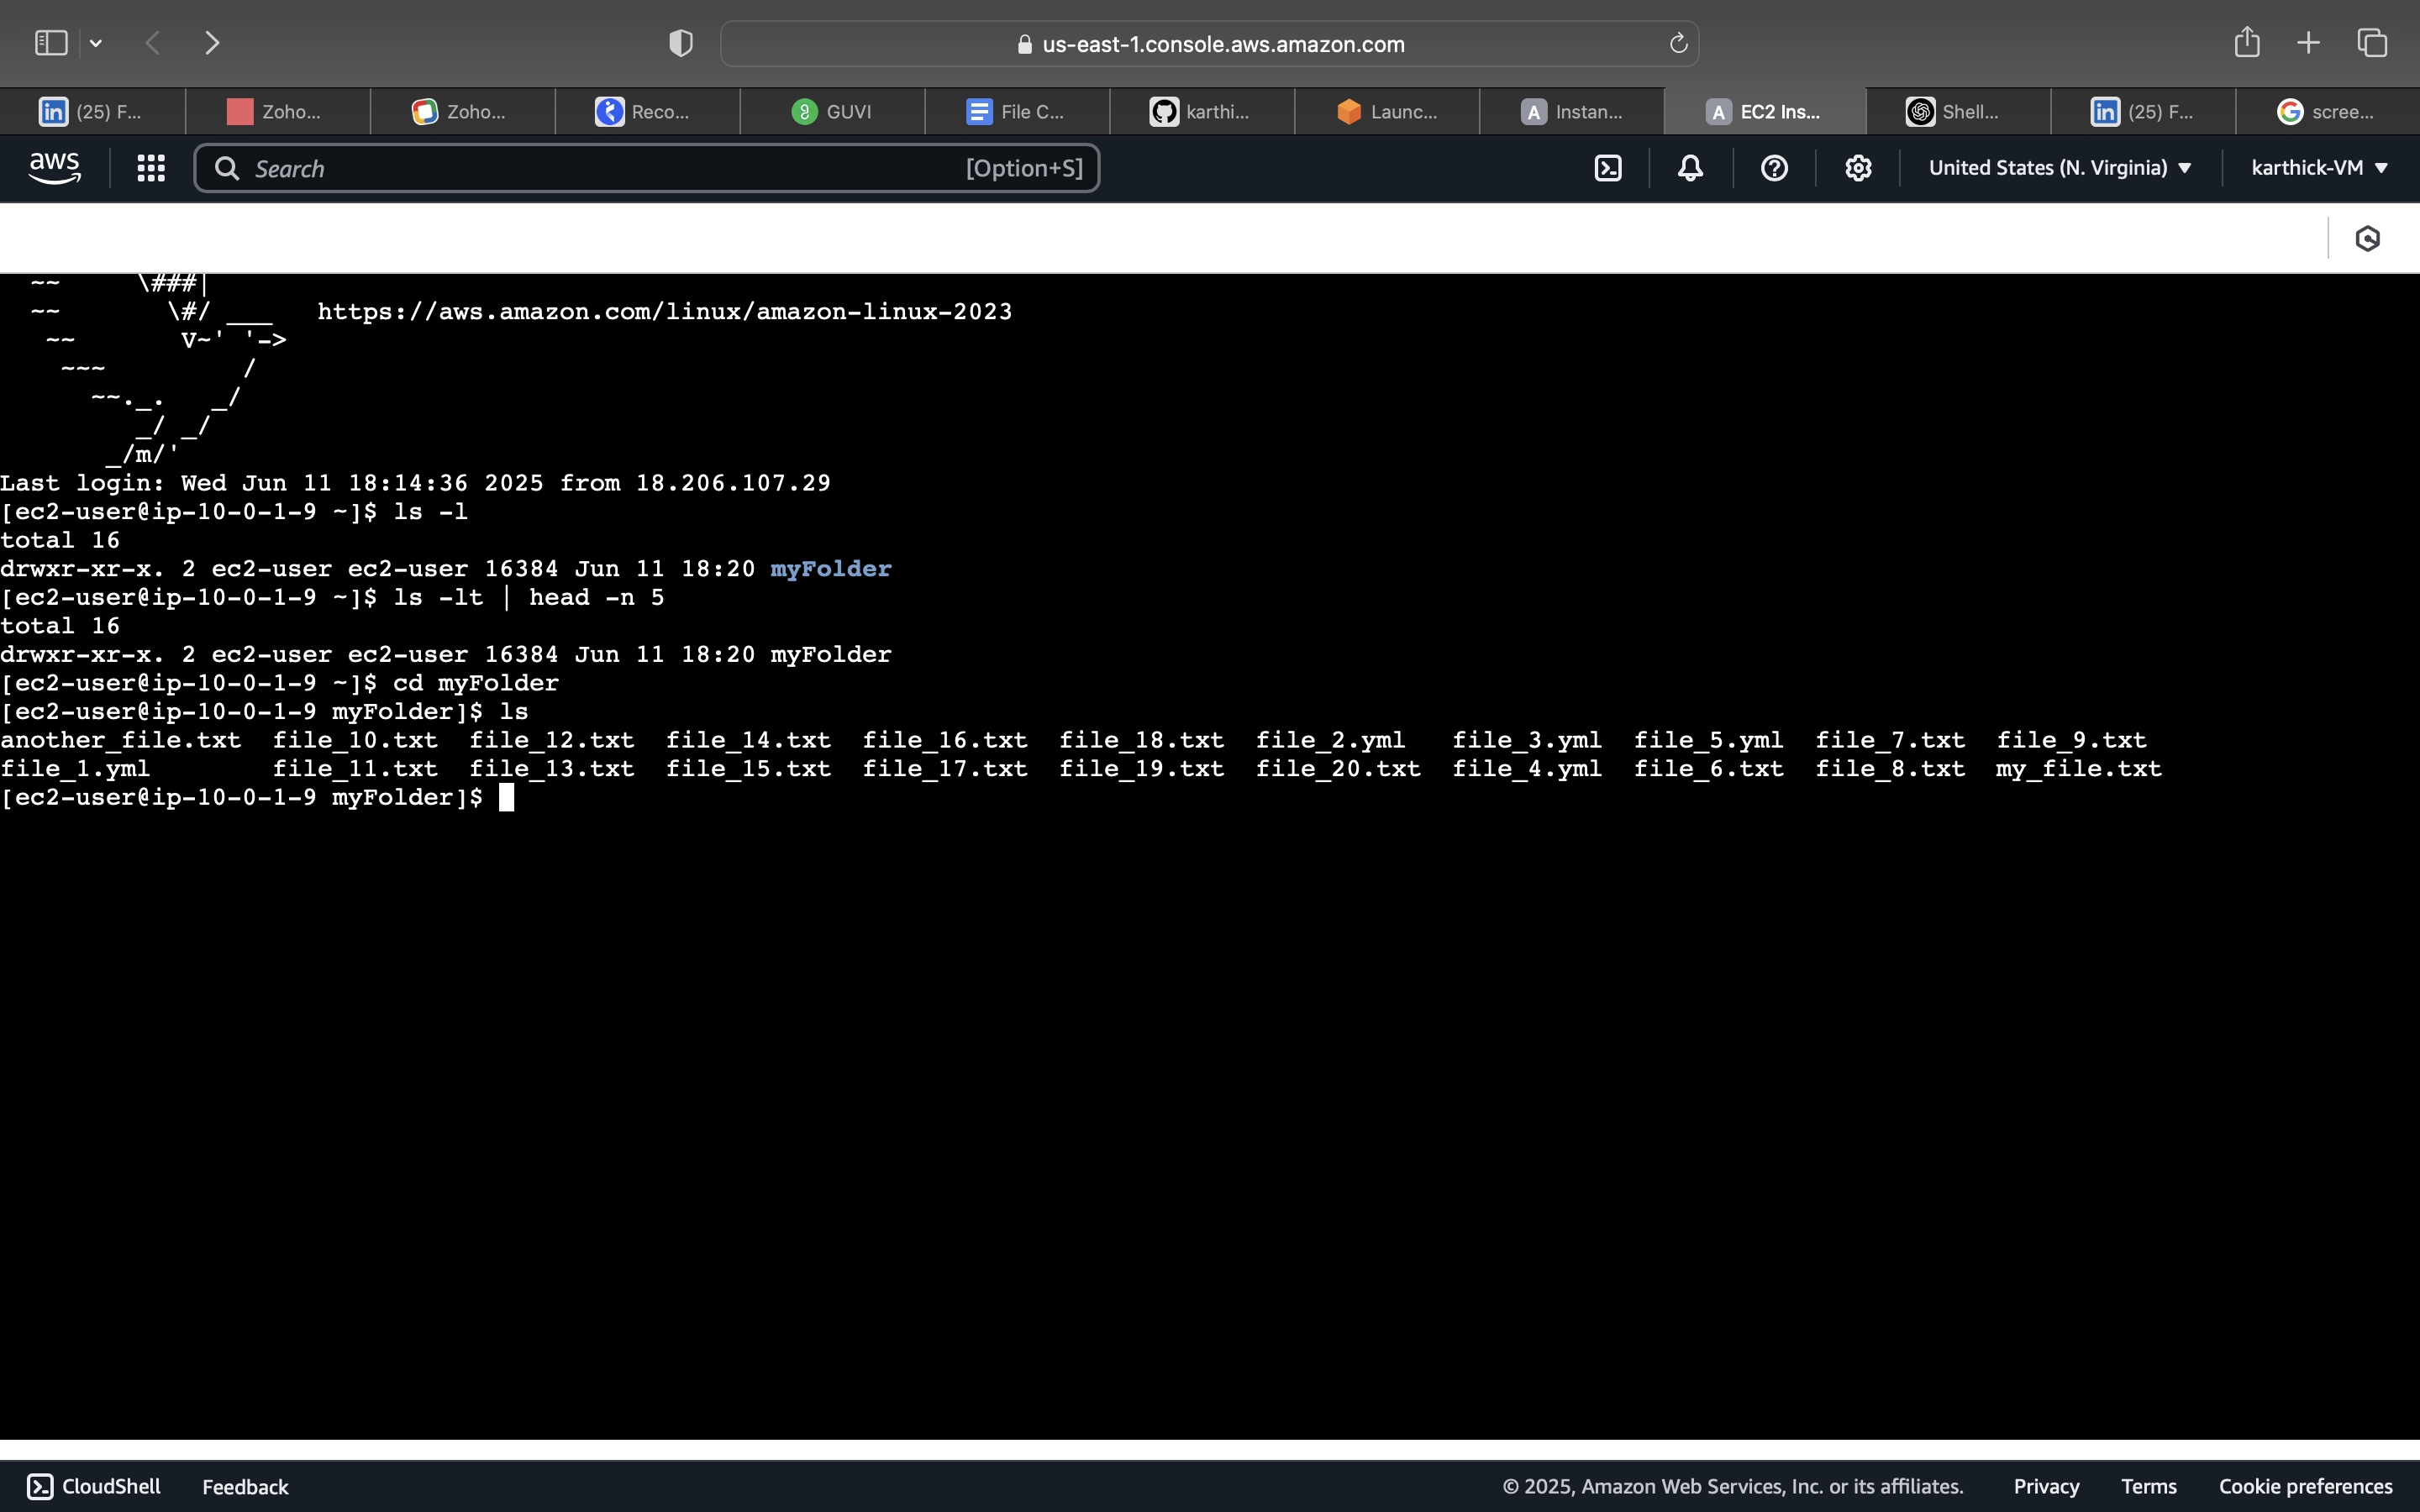 us-east-1.console.aws.amazon.com
(25) F... Zoho... Zoho... Reco... GUVI File C... karthi... Launc... Instan... EC2 Ins... Shell... (25) F... scree...
aws Search [Option+S] United States (N. Virginia) karthick-VM
~~ \###|
~~ \#/ ___ https://aws.amazon.com/linux/amazon-linux-2023
~~ V~' '->
~~~ /
~~._. _/
_/ _/
_/m/'
Last login: Wed Jun 11 18:14:36 2025 from 18.206.107.29
[ec2-user@ip-10-0-1-9 ~]$ ls -l
total 16
drwxr-xr-x. 2 ec2-user ec2-user 16384 Jun 11 18:20 myFolder
[ec2-user@ip-10-0-1-9 ~]$ ls -lt | head -n 5
total 16
drwxr-xr-x. 2 ec2-user ec2-user 16384 Jun 11 18:20 myFolder
[ec2-user@ip-10-0-1-9 ~]$ cd myFolder
[ec2-user@ip-10-0-1-9 myFolder]$ ls
another_file.txt file_10.txt file_12.txt file_14.txt file_16.txt file_18.txt file_2.yml file_3.yml file_5.yml file_7.txt file_9.txt
file_1.yml file_11.txt file_13.txt file_15.txt file_17.txt file_19.txt file_20.txt file_4.yml file_6.txt file_8.txt my_file.txt
[ec2-user@ip-10-0-1-9 myFolder]$
CloudShell Feedback © 2025, Amazon Web Services, Inc. or its affiliates. Privacy Terms Cookie preferences